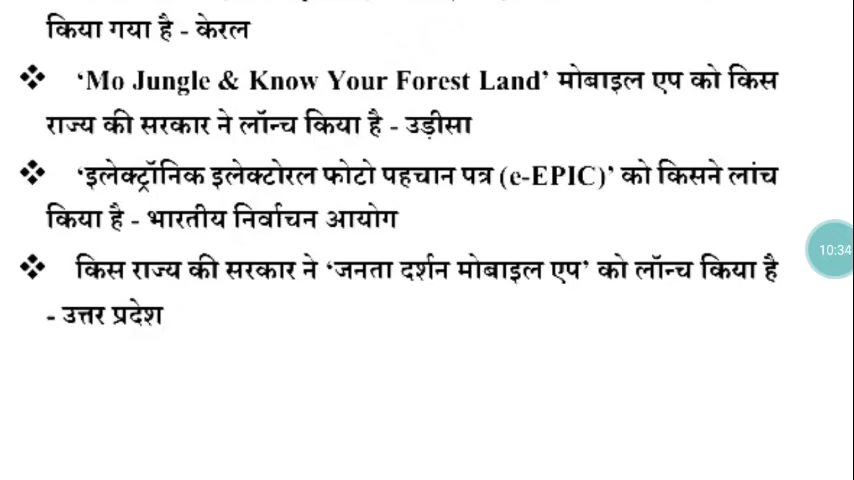 किया गया है - केरल
❖ ‘Mo Jungle & Know Your Forest Land’ मोबाइल एप को किस
राज्य की सरकार ने लॉन्च किया है - उड़ीसा
❖ ‘इलेक्ट्रॉनिक इलेक्टोरल फोटो पहचान पत्र (e-EPIC)’ को किसने लांच
किया है - भारतीय निर्वाचन आयोग
10:34
❖ किस राज्य की सरकार ने ‘जनता दर्शन मोबाइल एप’ को लॉन्च किया है
- उत्तर प्रदेश